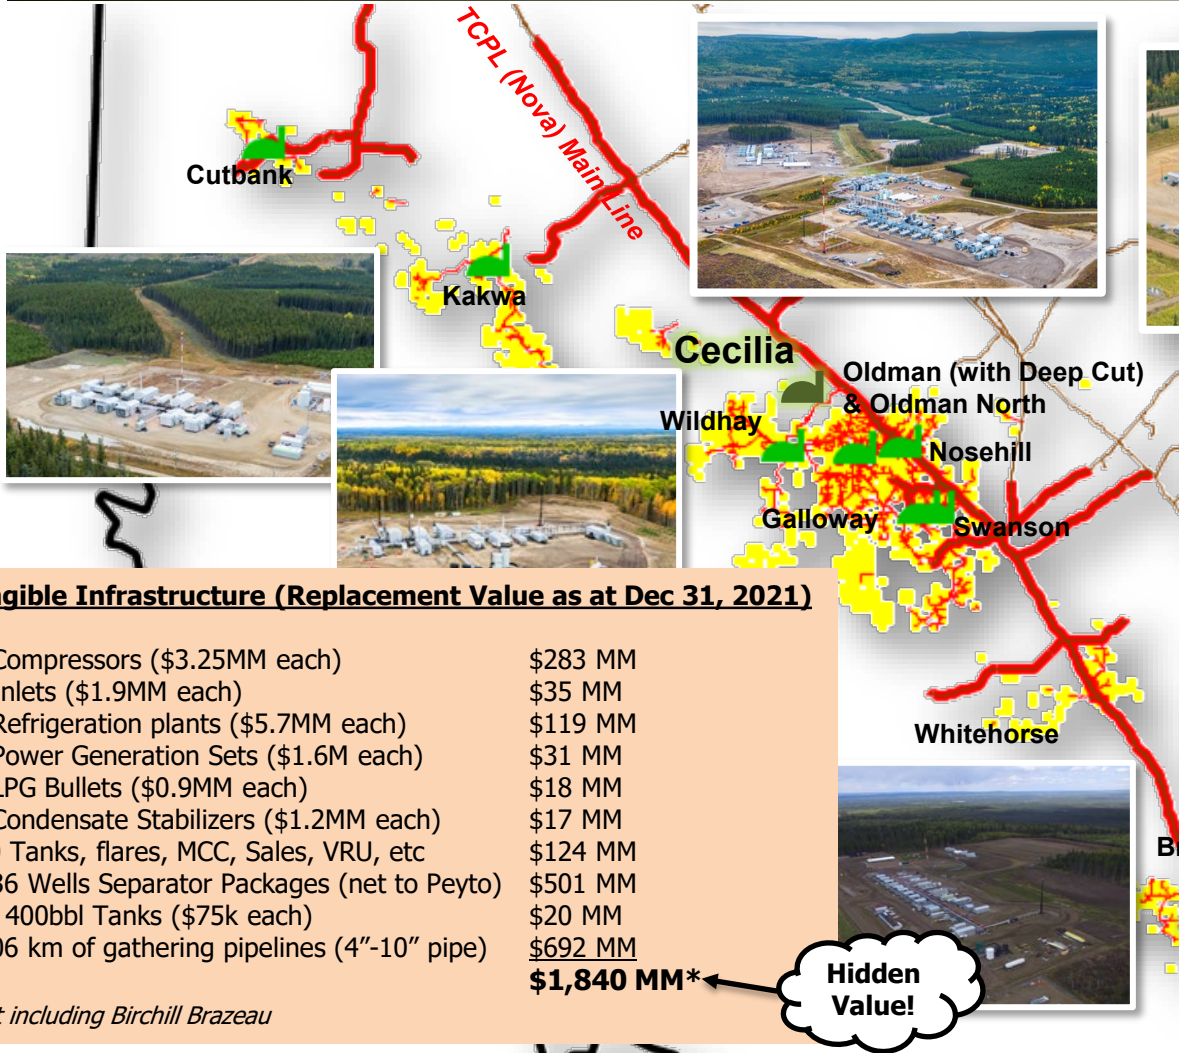 TCPL (Nova) Main Line
Cutbank
Kakwa
Cecilia
Oldman (with Deep Cut)
& Oldman North
Wildhay
Nosehill
Galloway
Swanson
Whitehorse
ngible Infrastructure (Replacement Value as at Dec 31, 2021)
Compressors ($3.25MM each) $283 MM
nlets ($1.9MM each) $35 MM
Refrigeration plants ($5.7MM each) $119 MM
Power Generation Sets ($1.6M each) $31 MM
LPG Bullets ($0.9MM each) $18 MM
Condensate Stabilizers ($1.2MM each) $17 MM
Tanks, flares, MCC, Sales, VRU, etc $124 MM
36 Wells Separator Packages (net to Peyto) $501 MM
400bbl Tanks ($75k each) $20 MM
06 km of gathering pipelines (4”-10” pipe) $692 MM
$1,840 MM*
t including Birchill Brazeau
Hidden
Value!